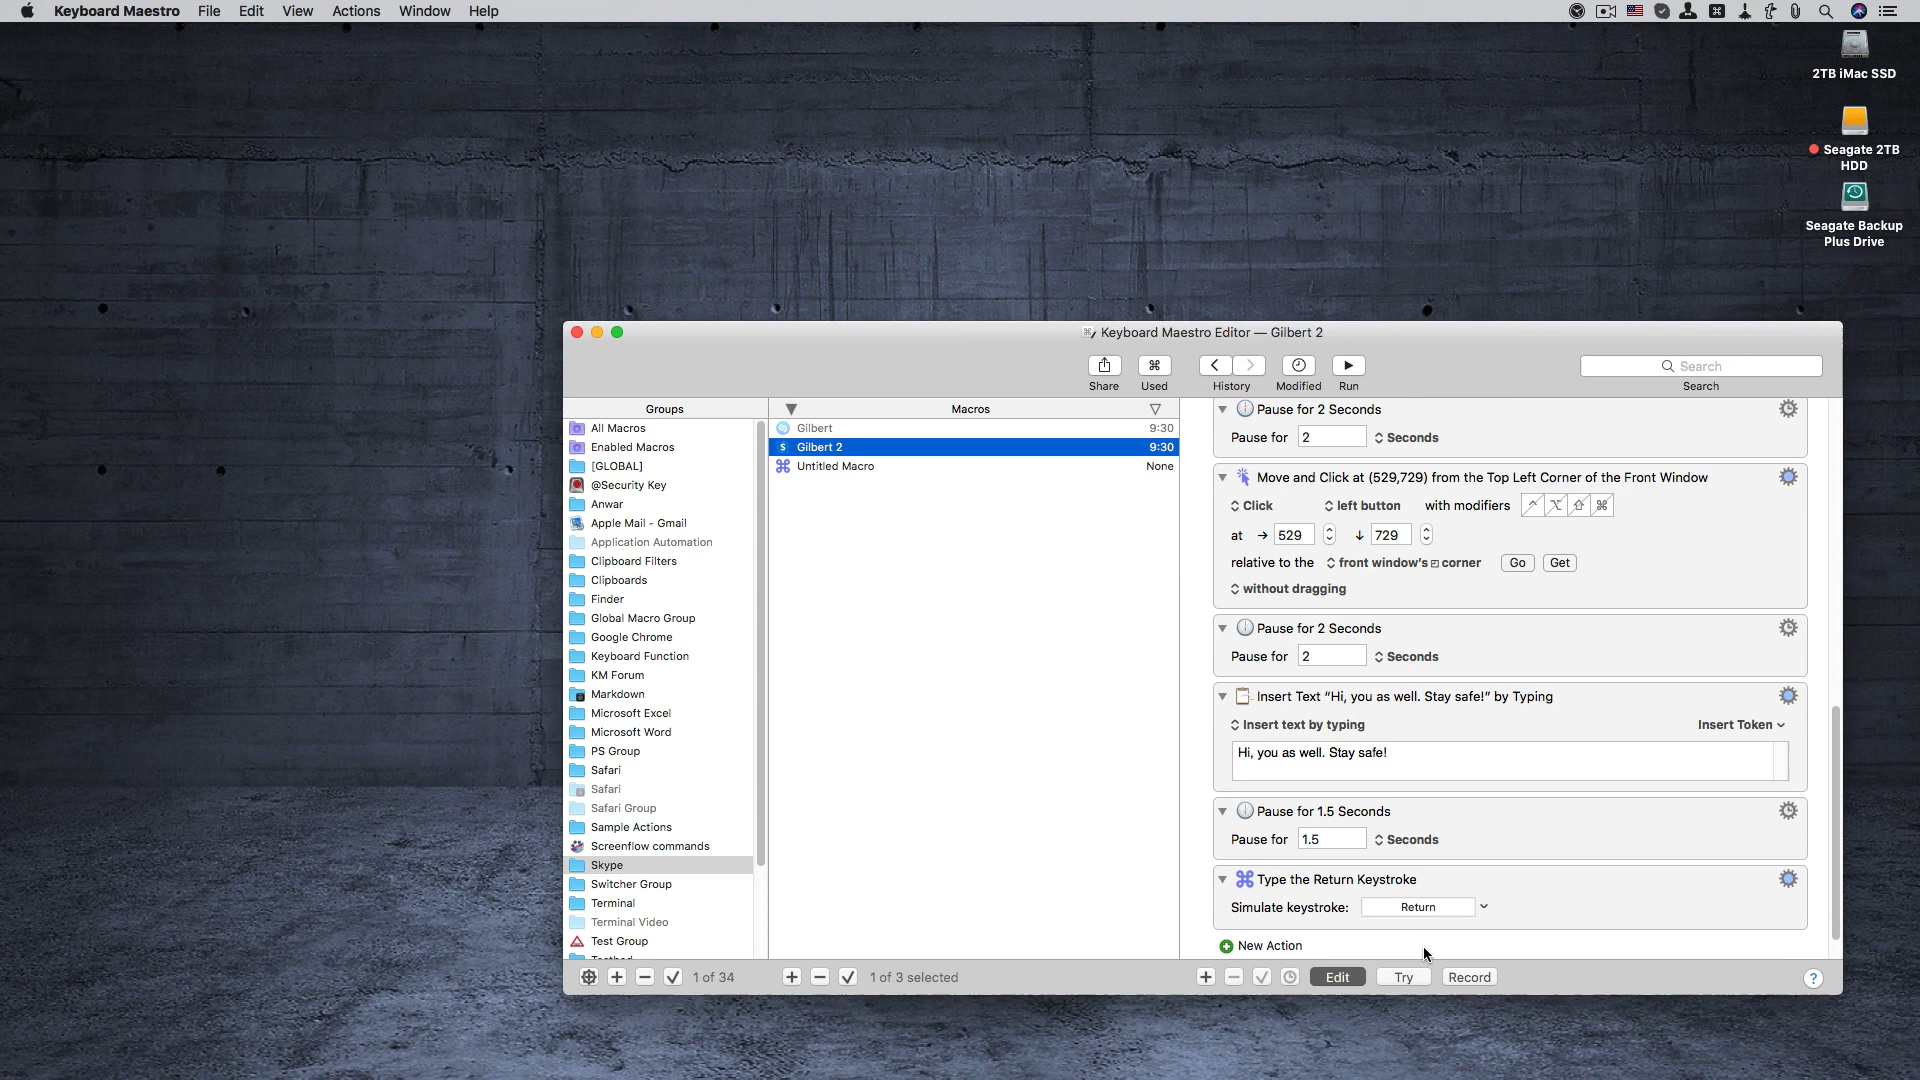 Keyboard Maestro File Edit View Actions Window Help
2TB iMac SSD
Seagate 2TB
HDD
Seagate Backup
Plus Drive
Keyboard Maestro Editor — Gilbert 2
Share Used History Modified Run
Search
Search
Groups
All Macros
Enabled Macros
[GLOBAL]
@Security Key
Anwar
Apple Mail - Gmail
Application Automation
Clipboard Filters
Clipboards
Finder
Global Macro Group
Google Chrome
Keyboard Function
KM Forum
Markdown
Microsoft Excel
Microsoft Word
PS Group
Safari
Safari
Safari Group
Sample Actions
Screenflow commands
Skype
Switcher Group
Terminal
Terminal Video
Test Group
1 of 34
Macros
Gilbert 9:30
Gilbert 2 9:30
Untitled Macro None
1 of 3 selected
Pause for 2 Seconds
Pause for 2 Seconds
Move and Click at (529,729) from the Top Left Corner of the Front Window
Click left button with modifiers
at → 529 ↓ 729
relative to the front window's corner Go Get
without dragging
Pause for 2 Seconds
Pause for 2 Seconds
Insert Text “Hi, you as well. Stay safe!” by Typing
Insert text by typing Insert Token
Hi, you as well. Stay safe!
Pause for 1.5 Seconds
Pause for 1.5 Seconds
Type the Return Keystroke
Simulate keystroke: Return
New Action
Edit Try Record ?